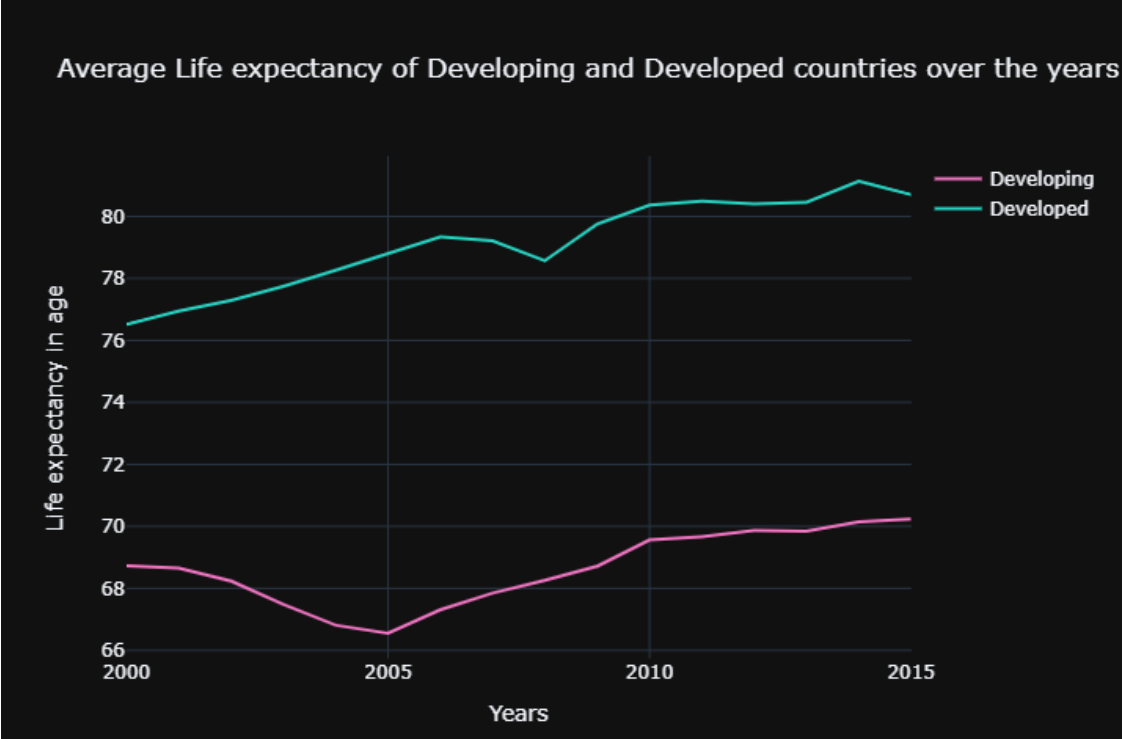 Average Life expectancy of Developing and Developed countries over the years
Developing
Developed
Life expectancy in age
80
78
76
74
72
70
68
66
2000
2005
2010
2015
Years